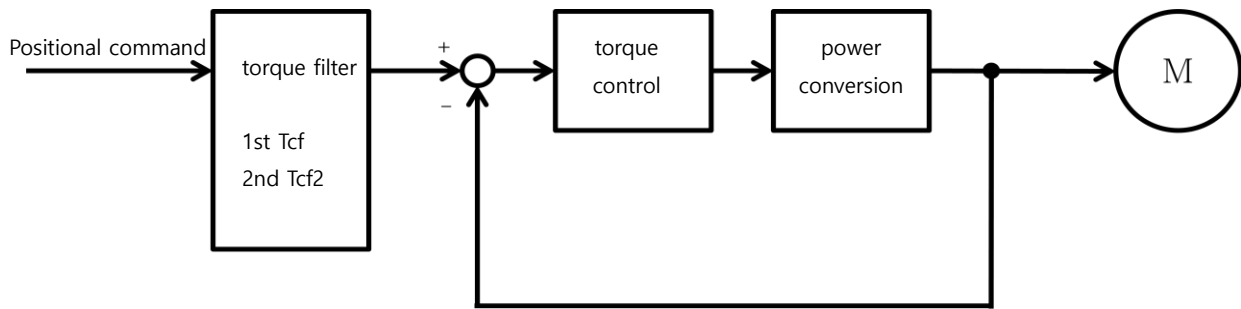 Positional command
torque filter
1st Tcf
2nd Tcf2
+
−
torque
control
power
conversion
M